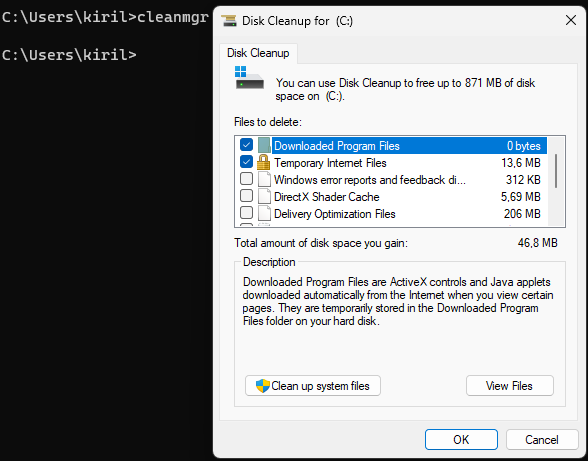 C:\Users\kiril>cleanmgr
C:\Users\kiril>
Disk Cleanup for (C:)
Disk Cleanup
You can use Disk Cleanup to free up to 871 MB of disk
space on (C:).
Files to delete:
Downloaded Program Files 0 bytes
Temporary Internet Files 13,6 MB
Windows error reports and feedback di... 312 KB
DirectX Shader Cache 5,69 MB
Delivery Optimization Files 206 MB
Total amount of disk space you gain: 46,8 MB
Description
Downloaded Program Files are ActiveX controls and Java applets
downloaded automatically from the Internet when you view certain
pages. They are temporarily stored in the Downloaded Program
Files folder on your hard disk.
Clean up system files View Files
OK Cancel